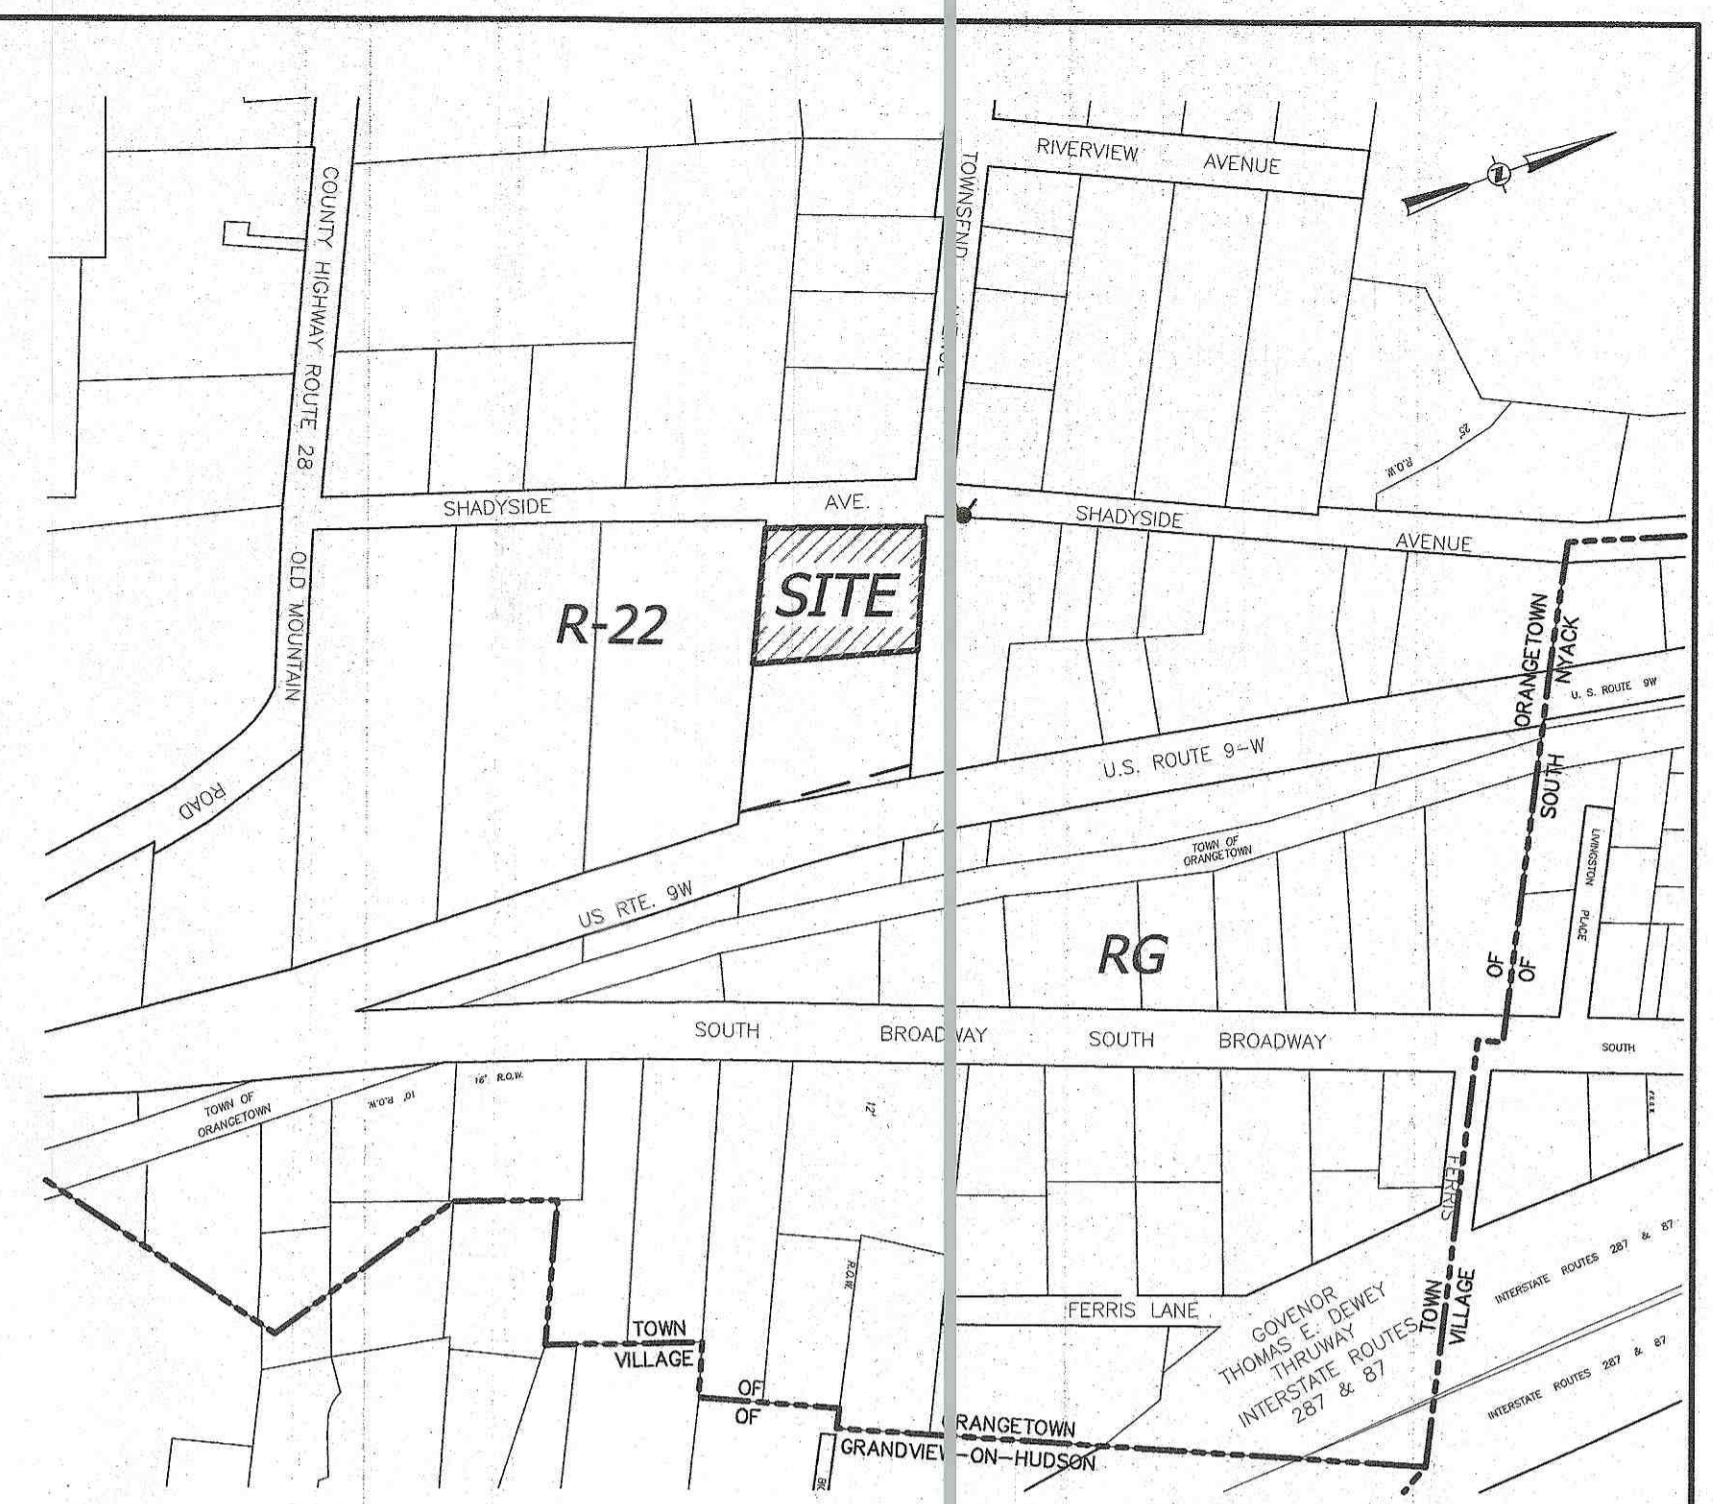 RIVERVIEW AVENUE
TOWNSEND
COUNTY HIGHWAY ROUTE 28
25'
R.O.W.
SHADYSIDE AVE.
SHADYSIDE AVENUE
SITE
R-22
OLD MOUNTAIN
ROAD
ORANGETOWN
NYACK
U. S. ROUTE 9W
U.S. ROUTE 9-W
SOUTH
TOWN OF
ORANGETOWN
LIVINGSTON PLACE
US RTE. 9W
RG
OF
OF
SOUTH BROADWAY SOUTH BROADWAY
SOUTH
16' R.O.W.
10' R.O.W.
12'
TOWN OF
ORANGETOWN
FERRIS
R.O.W.
INTERSTATE ROUTES 287 & 87
FERRIS LANE
GOVENOR
THOMAS E. DEWEY
THRUWAY
INTERSTATE ROUTES
287 & 87
TOWN
VILLAGE
TOWN
VILLAGE
INTERSTATE ROUTES 287 & 87
OF
OF
ORANGETOWN
GRANDVIEW-ON-HUDSON